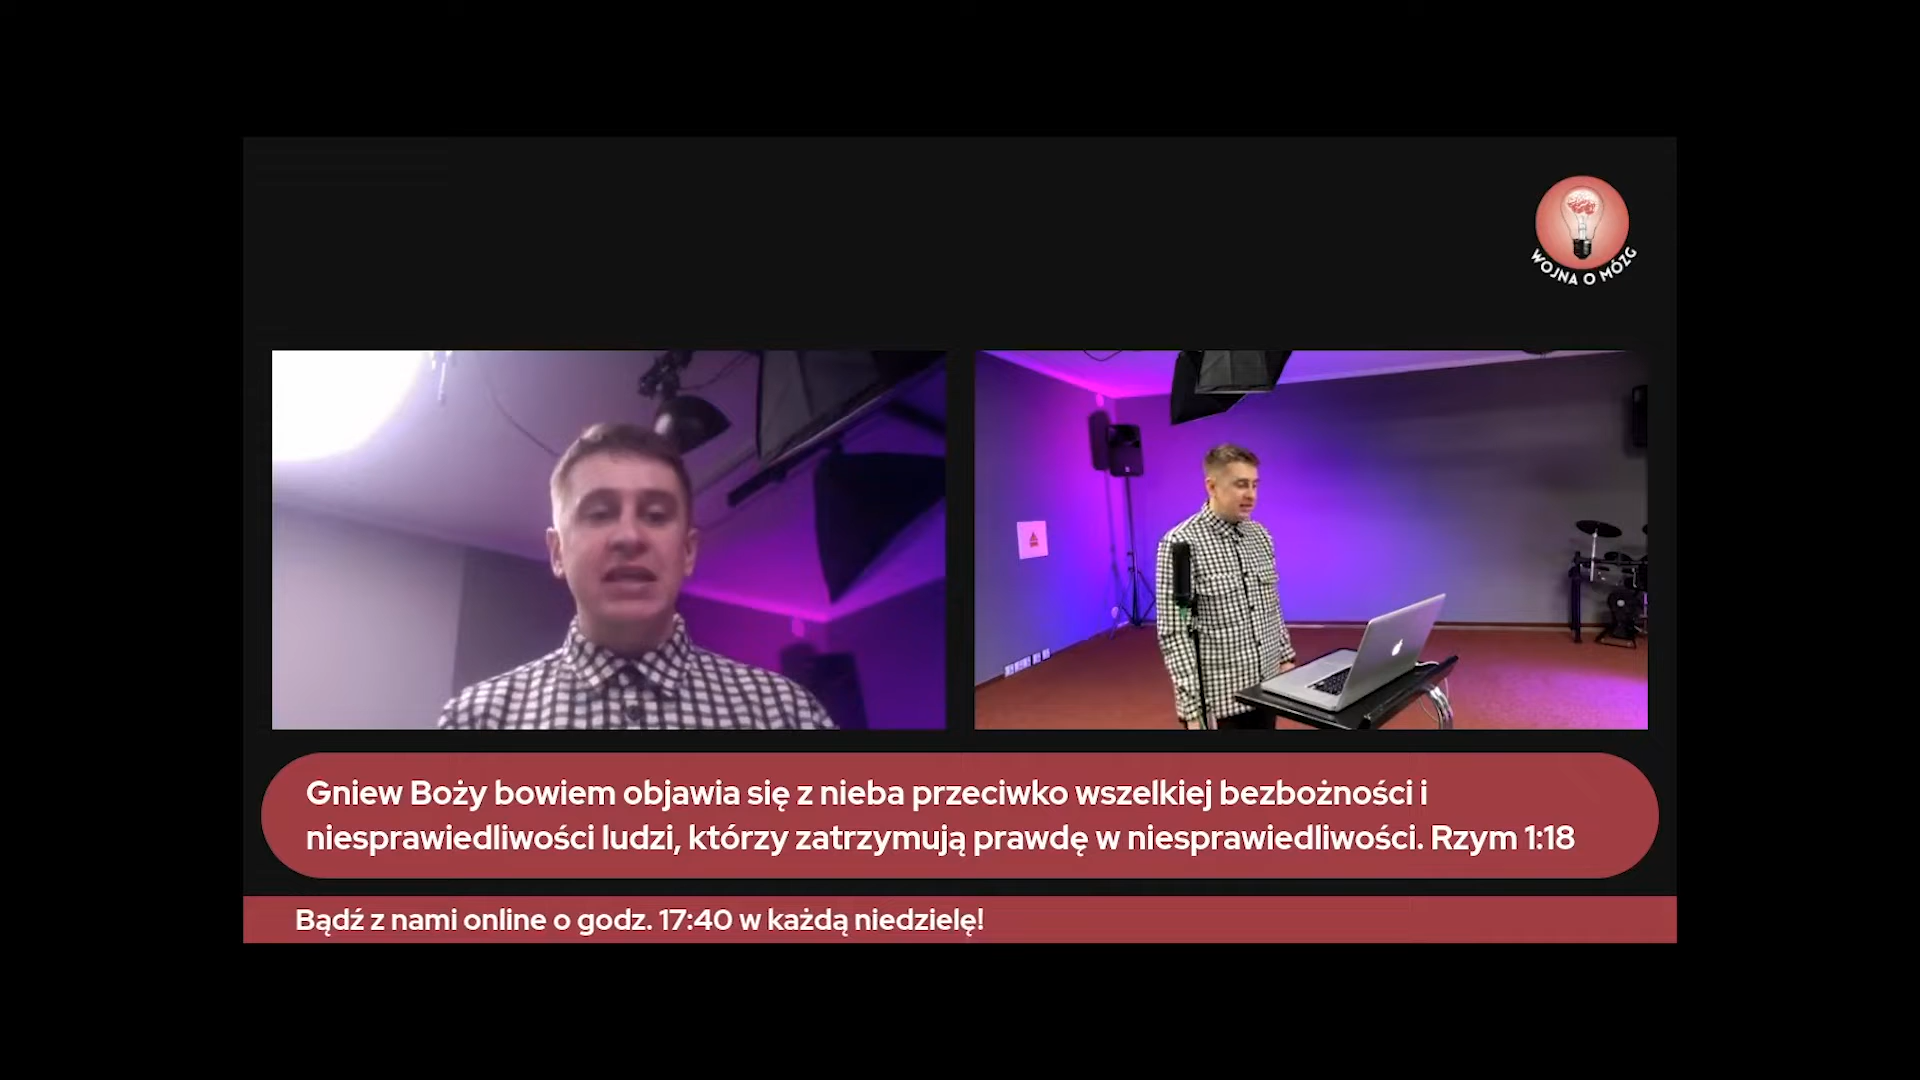 WOJNA O MÓZG
Gniew Boży bowiem objawia się z nieba przeciwko wszelkiej bezbożności i
niesprawiedliwości ludzi, którzy zatrzymują prawdę w niesprawiedliwości. Rzym 1:18
Bądź z nami online o godz. 17:40 w każdą niedzielę!